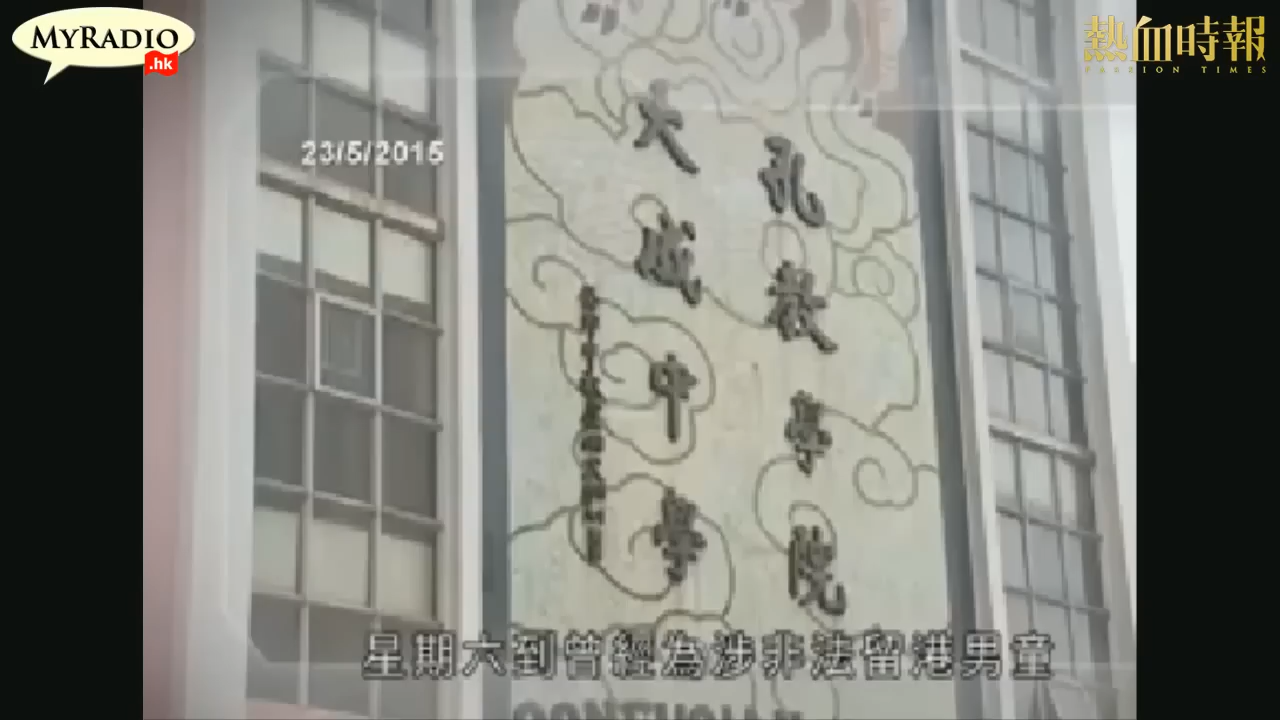 MYRADIO
.hk
熱血時報
PASSION TIMES
23/5/2015
孔教學院
大成中學
星期六到曾經為涉非法留港男童
CONFUCIAN